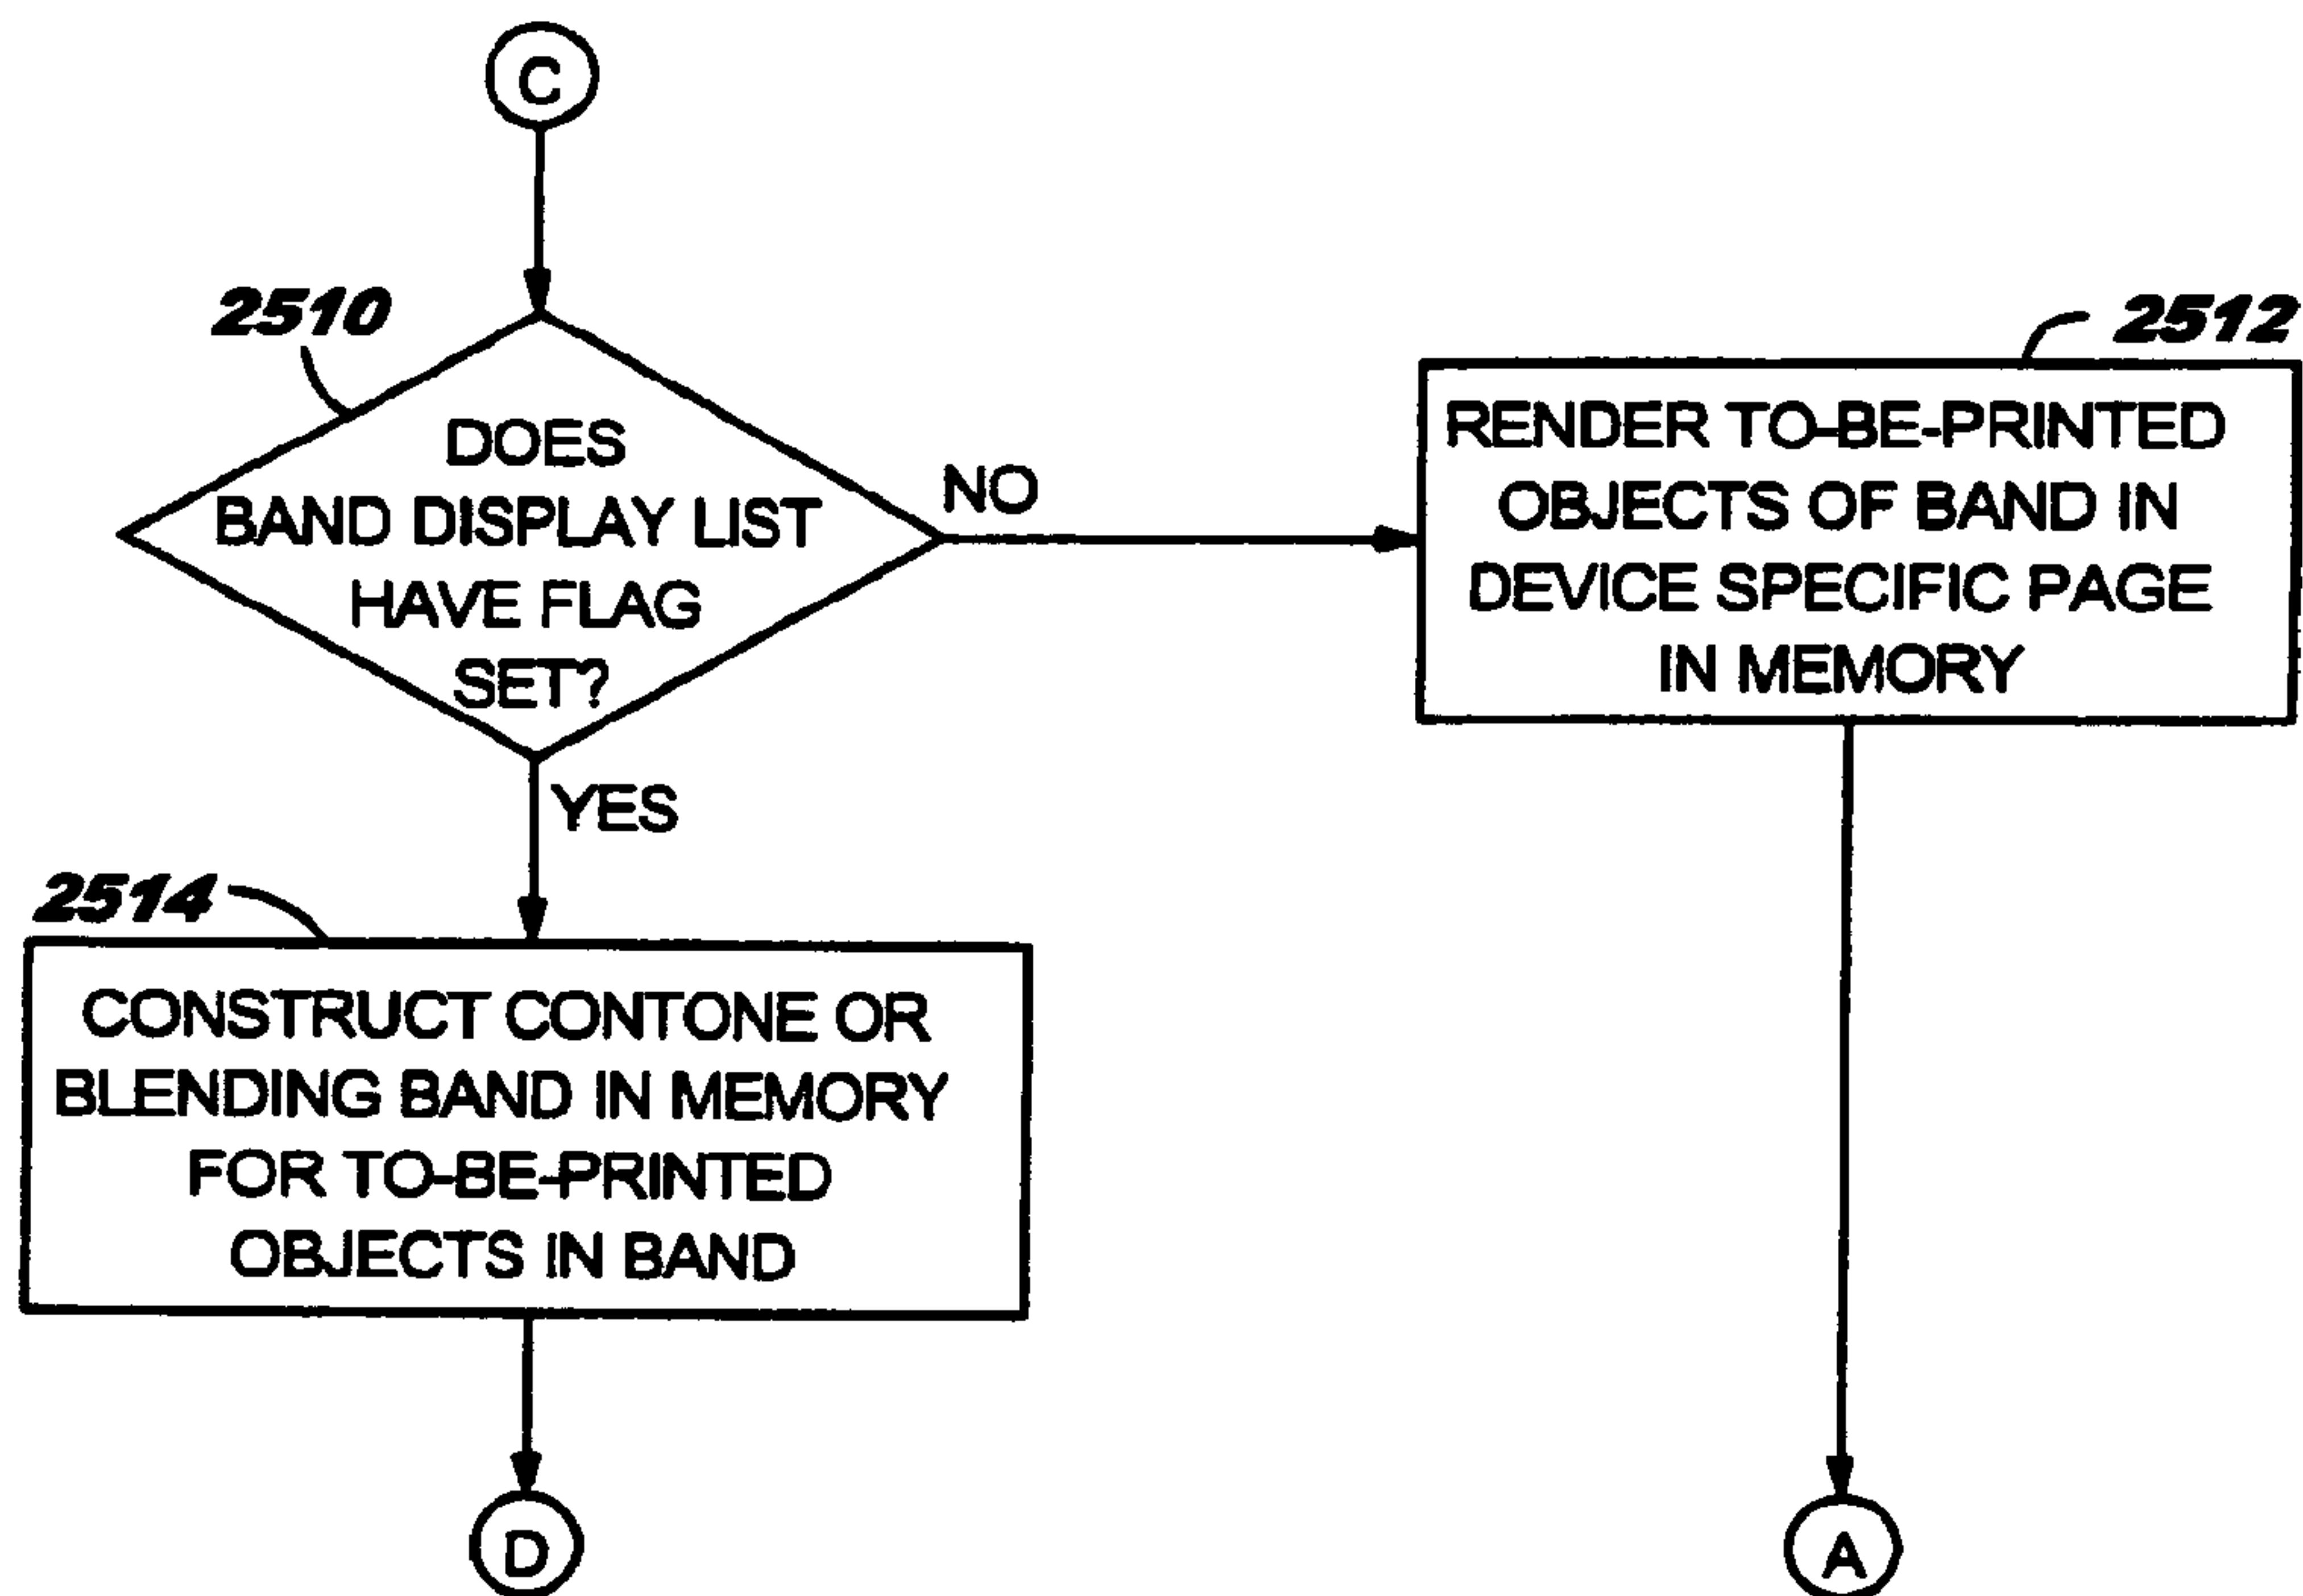 C
2510
DOES
BAND DISPLAY LIST
HAVE FLAG
SET?
NO
2512
RENDER TO-BE-PRINTED
OBJECTS OF BAND IN
DEVICE SPECIFIC PAGE
IN MEMORY
YES
2514
CONSTRUCT CONTONE OR
BLENDING BAND IN MEMORY
FOR TO-BE-PRINTED
OBJECTS IN BAND
D
A